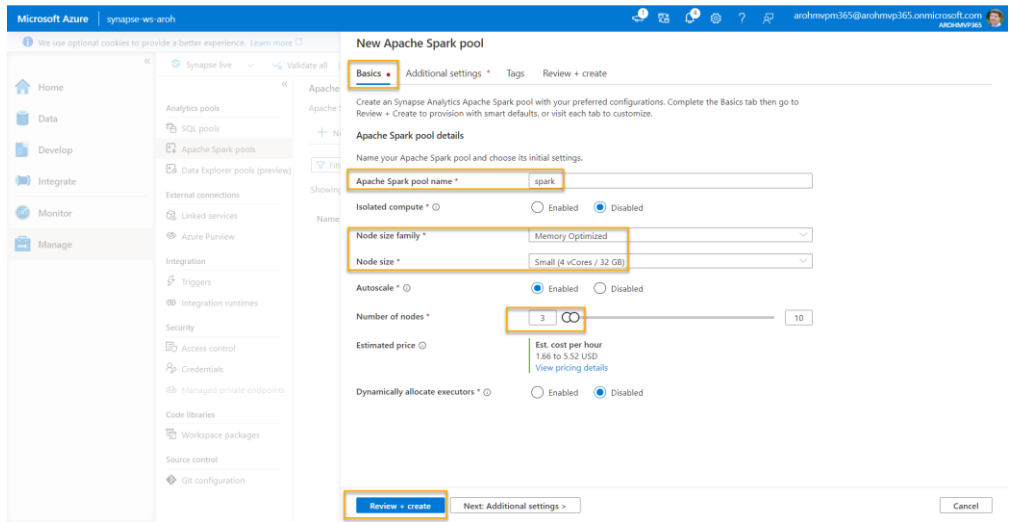 Microsoft Azure | synapse-ws-aroh
4
arohmvpm365@arohmvp365.onmicrosoft.com
AROHMVP365
We use optional cookies to provide a better experience. Learn more
Home
Data
Develop
Integrate
Monitor
Manage
Synapse live
Validate all
Analytics pools
SQL pools
Apache Spark pools
Data Explorer pools (preview)
External connections
Linked services
Azure Purview
Integration
Triggers
Integration runtimes
Security
Access control
Credentials
Managed private endpoints
Code libraries
Workspace packages
Source control
Git configuration
Apache
Apache
Showing
Name
New Apache Spark pool
Basics Additional settings * Tags Review + create
Create an Synapse Analytics Apache Spark pool with your preferred configurations. Complete the Basics tab then go to
Review + Create to provision with smart defaults, or visit each tab to customize.
Apache Spark pool details
Name your Apache Spark pool and choose its initial settings.
Apache Spark pool name * spark
Isolated compute * Enabled Disabled
Node size family * Memory Optimized
Node size * Small (4 vCores / 32 GB)
Autoscale * Enabled Disabled
Number of nodes * 3 10
Estimated price Est. cost per hour
1.66 to 5.52 USD
View pricing details
Dynamically allocate executors * Enabled Disabled
Review + create Next: Additional settings > Cancel